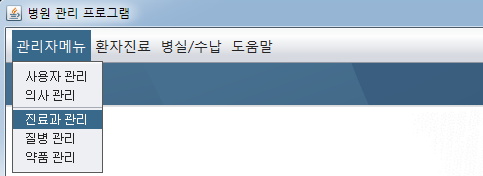 병원 관리 프로그램
관리자메뉴 환자진료 병실/수납 도움말
사용자 관리
의사 관리
진료과 관리
질병 관리
약품 관리